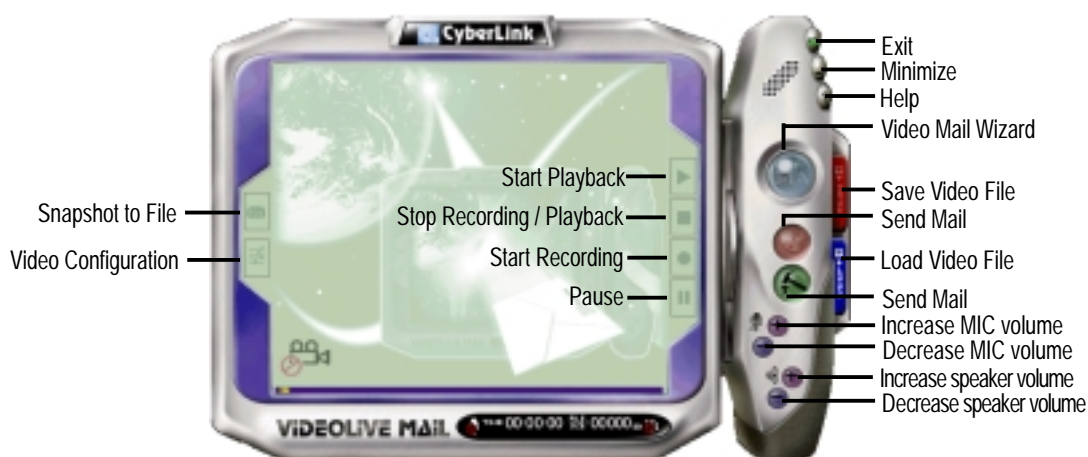 CyberLink
Exit
Minimize
Help
Video Mail Wizard
Start Playback
Save Video File
Snapshot to File
Stop Recording / Playback
Send Mail
Video Configuration
Start Recording
Load Video File
Pause
Send Mail
Increase MIC volume
Decrease MIC volume
Increase speaker volume
Decrease speaker volume
VIDEOLIVE MAIL
00:00:00
00000